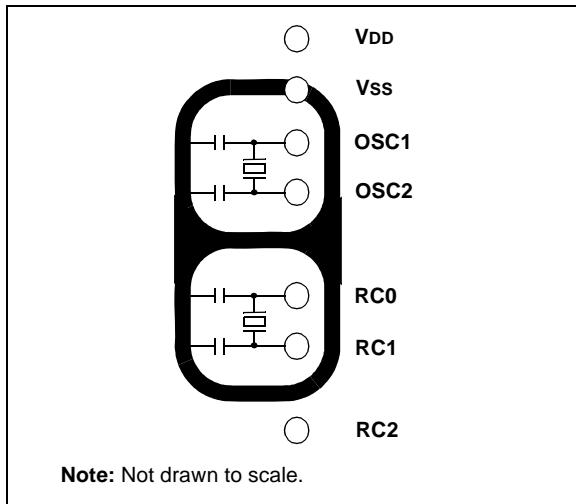 VDD
VSS
OSC1
OSC2
RC0
RC1
RC2
Note: Not drawn to scale.